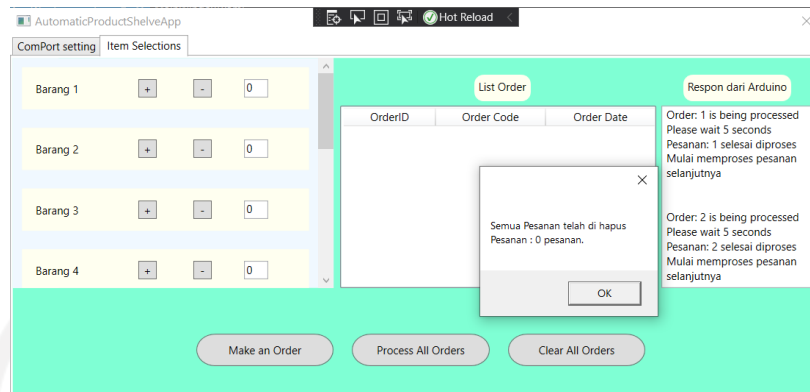 AutomaticProductShelveApp
Hot Reload
ComPort setting
Item Selections
Barang 1
+
-
0
Barang 2
+
-
0
Barang 3
+
-
0
Barang 4
+
-
0
List Order
OrderID
Order Code
Order Date
Semua Pesanan telah di hapus
Pesanan : 0 pesanan.
OK
Respon dari Arduino
Order: 1 is being processed
Please wait 5 seconds
Pesanan: 1 selesai diproses
Mulai memproses pesanan
selanjutnya
Order: 2 is being processed
Please wait 5 seconds
Pesanan: 2 selesai diproses
Mulai memproses pesanan
selanjutnya
Make an Order
Process All Orders
Clear All Orders